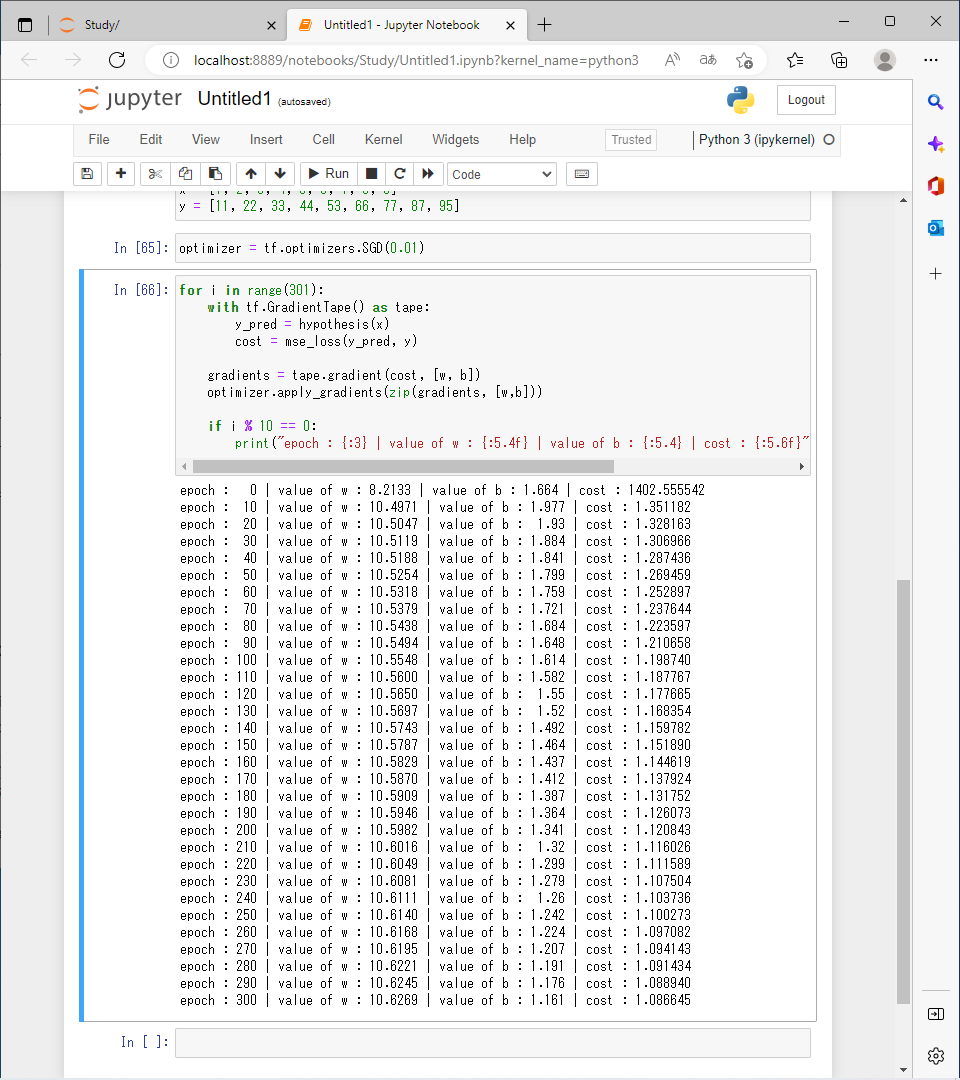 Study/
Untitled1 - Jupyter Notebook
localhost:8889/notebooks/Study/Untitled1.ipynb?kernel_name=python3
jupyter Untitled1 (autosaved)
Logout
File Edit View Insert Cell Kernel Widgets Help
Trusted
Python 3 (ipykernel)
Run
Code
y = [11, 22, 33, 44, 53, 66, 77, 87, 95]
In [65]: optimizer = tf.optimizers.SGD(0.01)
In [66]: for i in range(301):
with tf.GradientTape() as tape:
y_pred = hypothesis(x)
cost = mse_loss(y_pred, y)
gradients = tape.gradient(cost, [w, b])
optimizer.apply_gradients(zip(gradients, [w,b]))
if i % 10 == 0:
print("epoch : {:3} | value of w : {:5.4f} | value of b : {:5.4} | cost : {:5.6f}"
epoch :   0 | value of w : 8.2133 | value of b : 1.664 | cost : 1402.555542
epoch :  10 | value of w : 10.4971 | value of b : 1.977 | cost : 1.351182
epoch :  20 | value of w : 10.5047 | value of b :  1.93 | cost : 1.328163
epoch :  30 | value of w : 10.5119 | value of b : 1.884 | cost : 1.306966
epoch :  40 | value of w : 10.5188 | value of b : 1.841 | cost : 1.287436
epoch :  50 | value of w : 10.5254 | value of b : 1.799 | cost : 1.269459
epoch :  60 | value of w : 10.5318 | value of b : 1.759 | cost : 1.252897
epoch :  70 | value of w : 10.5379 | value of b : 1.721 | cost : 1.237644
epoch :  80 | value of w : 10.5438 | value of b : 1.684 | cost : 1.223597
epoch :  90 | value of w : 10.5494 | value of b : 1.648 | cost : 1.210658
epoch : 100 | value of w : 10.5548 | value of b : 1.614 | cost : 1.198740
epoch : 110 | value of w : 10.5600 | value of b : 1.582 | cost : 1.187767
epoch : 120 | value of w : 10.5650 | value of b :  1.55 | cost : 1.177665
epoch : 130 | value of w : 10.5697 | value of b :  1.52 | cost : 1.168354
epoch : 140 | value of w : 10.5743 | value of b : 1.492 | cost : 1.159782
epoch : 150 | value of w : 10.5787 | value of b : 1.464 | cost : 1.151890
epoch : 160 | value of w : 10.5829 | value of b : 1.437 | cost : 1.144619
epoch : 170 | value of w : 10.5870 | value of b : 1.412 | cost : 1.137924
epoch : 180 | value of w : 10.5909 | value of b : 1.387 | cost : 1.131752
epoch : 190 | value of w : 10.5946 | value of b : 1.364 | cost : 1.126073
epoch : 200 | value of w : 10.5982 | value of b : 1.341 | cost : 1.120843
epoch : 210 | value of w : 10.6016 | value of b :  1.32 | cost : 1.116026
epoch : 220 | value of w : 10.6049 | value of b : 1.299 | cost : 1.111589
epoch : 230 | value of w : 10.6081 | value of b : 1.279 | cost : 1.107504
epoch : 240 | value of w : 10.6111 | value of b :  1.26 | cost : 1.103736
epoch : 250 | value of w : 10.6140 | value of b : 1.242 | cost : 1.100273
epoch : 260 | value of w : 10.6168 | value of b : 1.224 | cost : 1.097082
epoch : 270 | value of w : 10.6195 | value of b : 1.207 | cost : 1.094143
epoch : 280 | value of w : 10.6221 | value of b : 1.191 | cost : 1.091434
epoch : 290 | value of w : 10.6245 | value of b : 1.176 | cost : 1.088940
epoch : 300 | value of w : 10.6269 | value of b : 1.161 | cost : 1.086645
In [ ]: